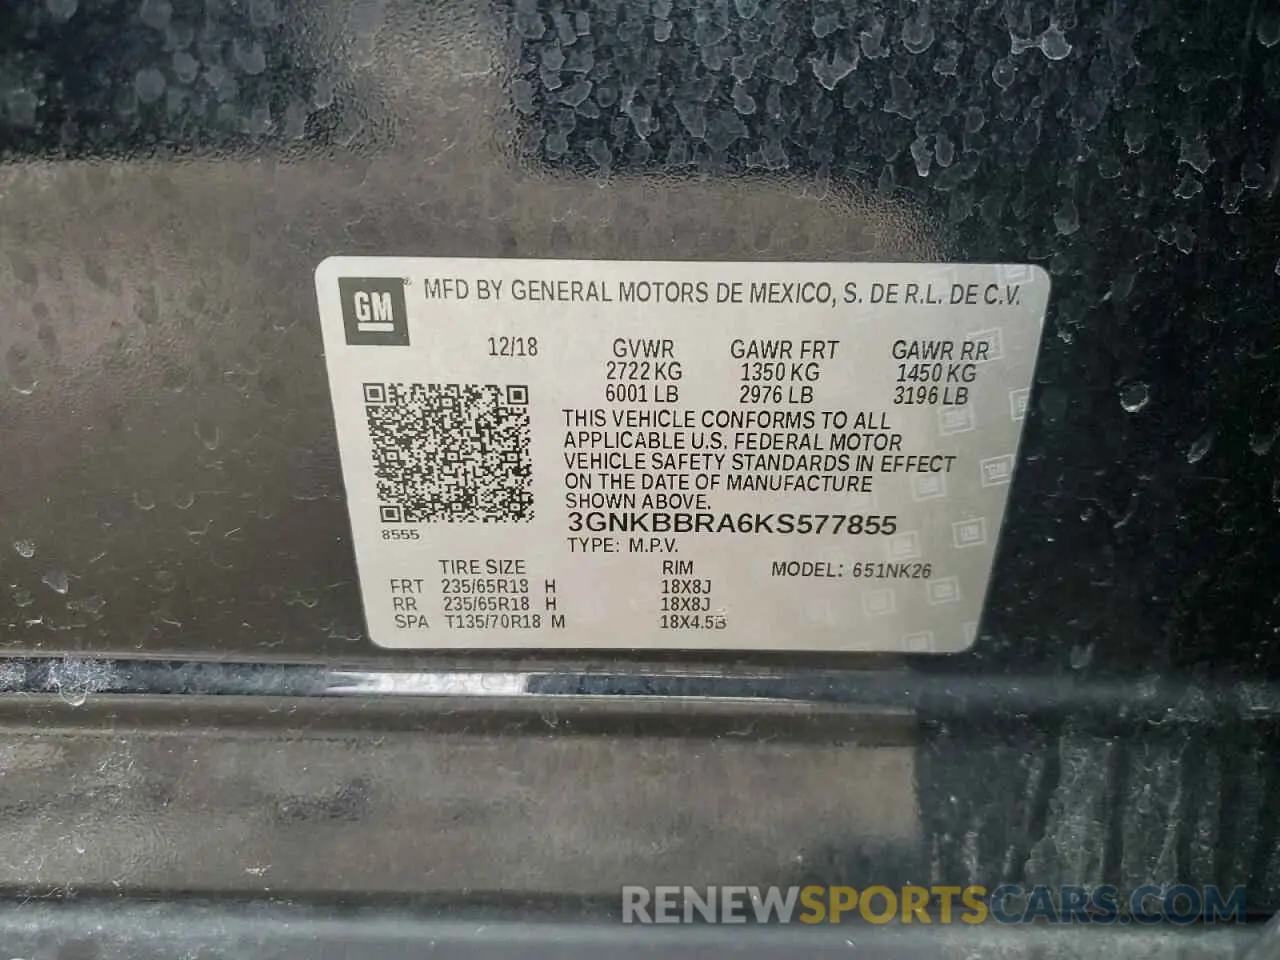 GM
® MFD BY GENERAL MOTORS DE MEXICO, S. DE R.L. DE C.V.
12/18 GVWR GAWR FRT GAWR RR
2722 KG 1350 KG 1450 KG
6001 LB 2976 LB 3196 LB
THIS VEHICLE CONFORMS TO ALL
APPLICABLE U.S. FEDERAL MOTOR
VEHICLE SAFETY STANDARDS IN EFFECT
ON THE DATE OF MANUFACTURE
SHOWN ABOVE.
3GNKBBRA6KS577855
8555
TYPE: M.P.V.
TIRE SIZE RIM MODEL: 651NK26
FRT 235/65R18 H 18X8J
RR 235/65R18 H 18X8J
SPA T135/70R18 M 18X4.5B
RENEWSPORTSCARS.COM